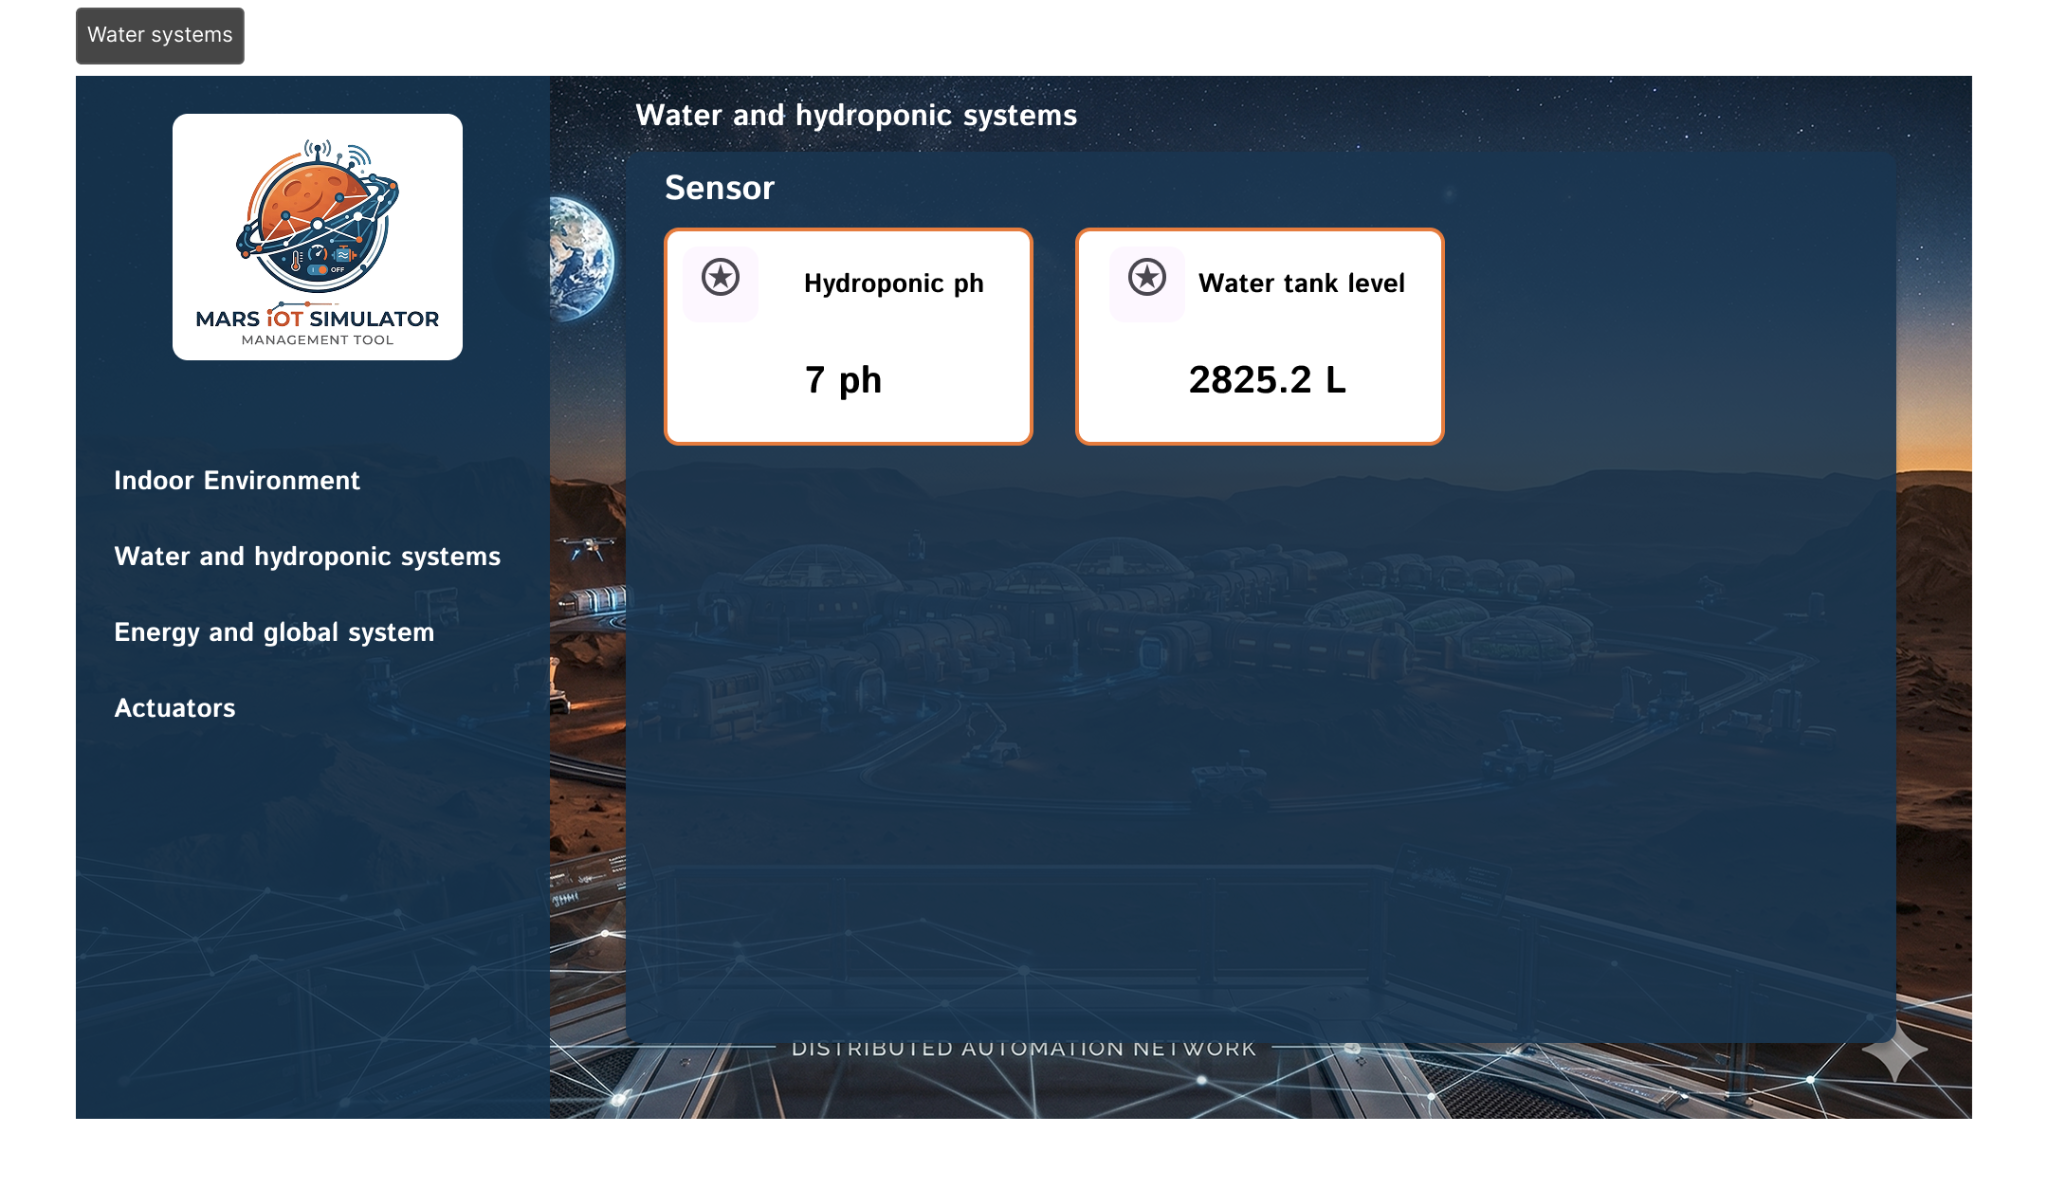 Water systems
MARS iOT SIMULATOR
MANAGEMENT TOOL
OFF
Indoor Environment
Water and hydroponic systems
Energy and global system
Actuators
Water and hydroponic systems
Sensor
Hydroponic ph
7 ph
Water tank level
2825.2 L
DISTRIBUTED AUTOMATION NETWORK